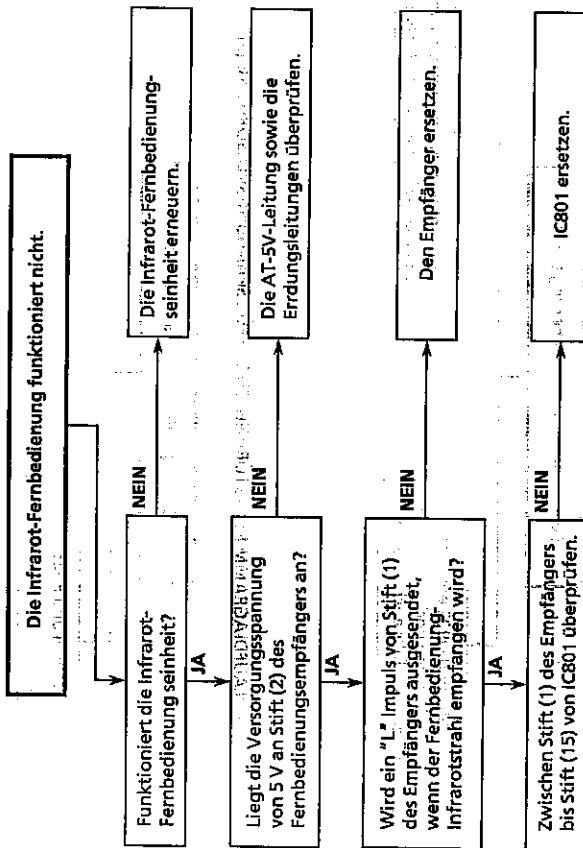 Die Infrarot-Fernbedienung funktioniert nicht.
Funktioniert die Infrarot-
Fernbedienung seinheit?
NEIN
Die Infrarot-Fernbedienung-
seinheit erneuern.
JA
Liegt die Versorgungsspannung
von 5 V an Stift (2) des
Fernbedienungsempfängers an?
NEIN
Die AT-5V-Leitung sowie die
Errdungsleitungen überprüfen.
JA
Wird ein "L" Impuls von Stift (1)
des Empfängers ausgesendet,
wenn der Fernbedienung-
Infrarotstrahl empfangen wird?
NEIN
Den Empfänger ersetzen.
JA
Zwischen Stift (1) des Empfängers
bis Stift (15) von IC801 überprüfen.
NEIN
IC801 ersetzen.